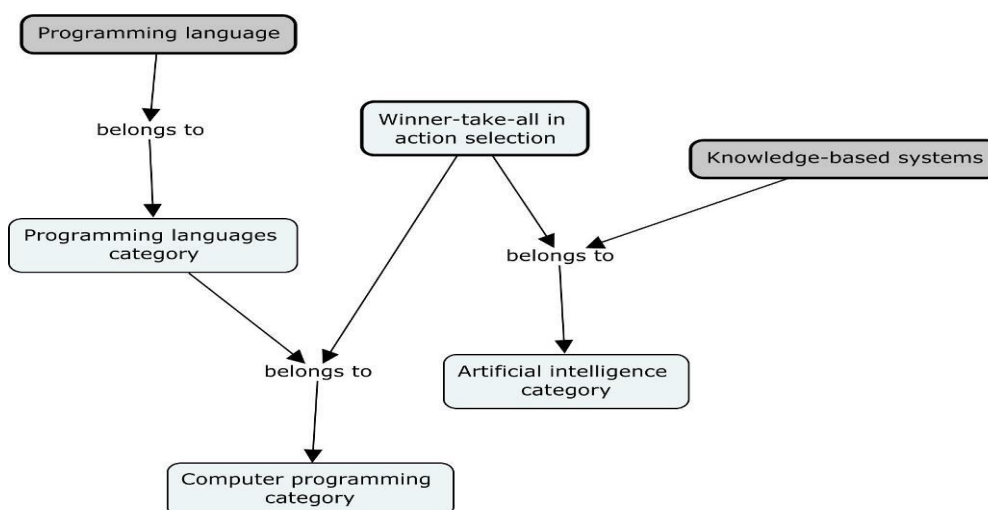 Programming language
belongs to
Winner-take-all in
action selection
Knowledge-based systems
Programming languages
category
belongs to
belongs to
Artificial intelligence
category
Computer programming
category